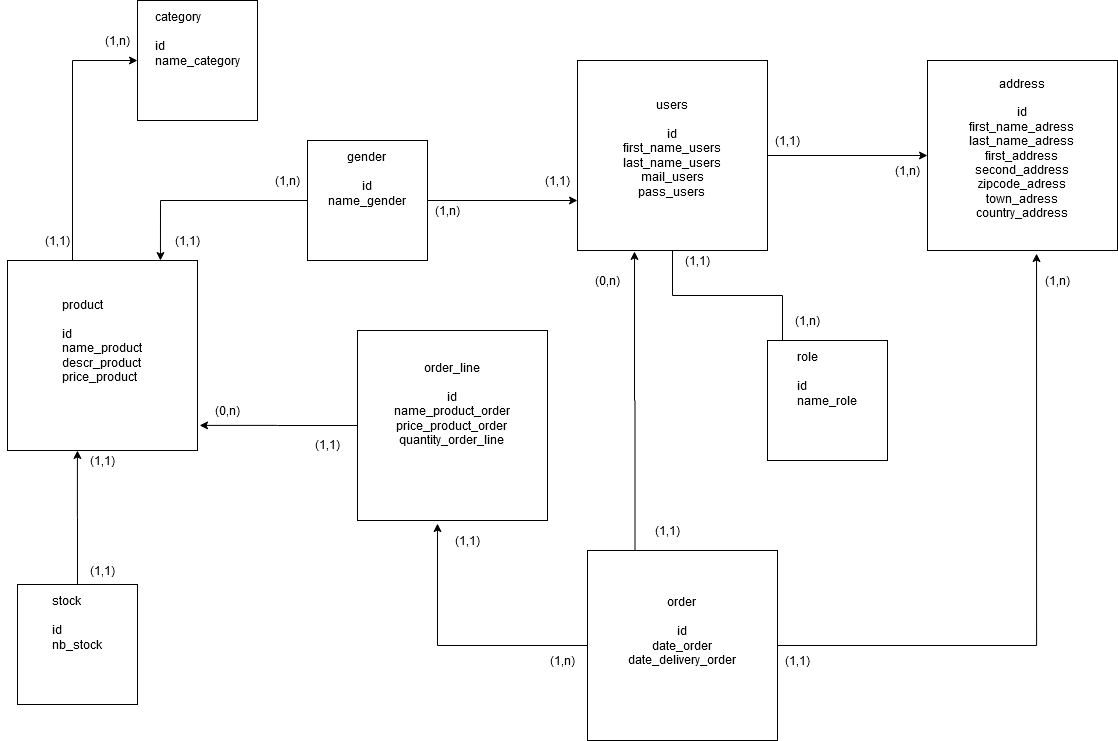 category
id
name_category
(1,n)
users
id
first_name_users
last_name_users
mail_users
pass_users
address
id
first_name_adress
last_name_adress
first_address
second_address
zipcode_adress
town_adress
country_address
(1,1)
(1,n)
gender
id
name_gender
(1,n)
(1,n)
(1,1)
(1,1)
(1,1)
product
id
name_product
descr_product
price_product
(0,n)
(1,1)
(1,n)
(1,n)
role
id
name_role
order_line
id
name_product_order
price_product_order
quantity_order_line
(0,n)
(1,1)
(1,1)
(1,1)
(1,1)
(1,1)
stock
id
nb_stock
order
id
date_order
date_delivery_order
(1,n)
(1,1)